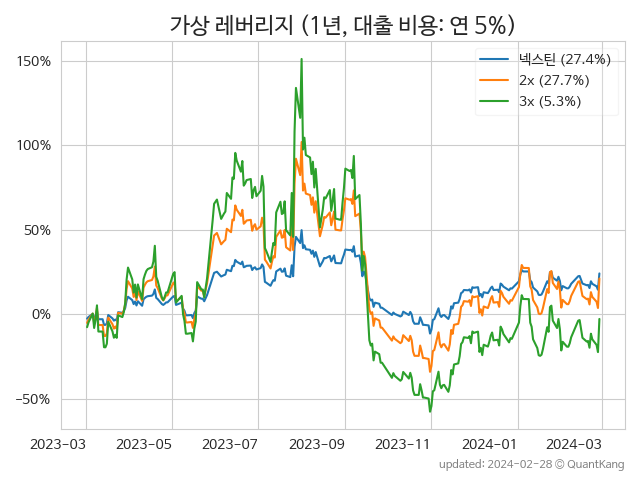 가상 레버리지 (1년, 대출 비용: 연 5%)
150%
100%
50%
0%
−50%
넥스틴 (27.4%)
2x (27.7%)
3x (5.3%)
2023-03
2023-05
2023-07
2023-09
2023-11
2024-01
2024-03
updated: 2024-02-28 © QuantKang